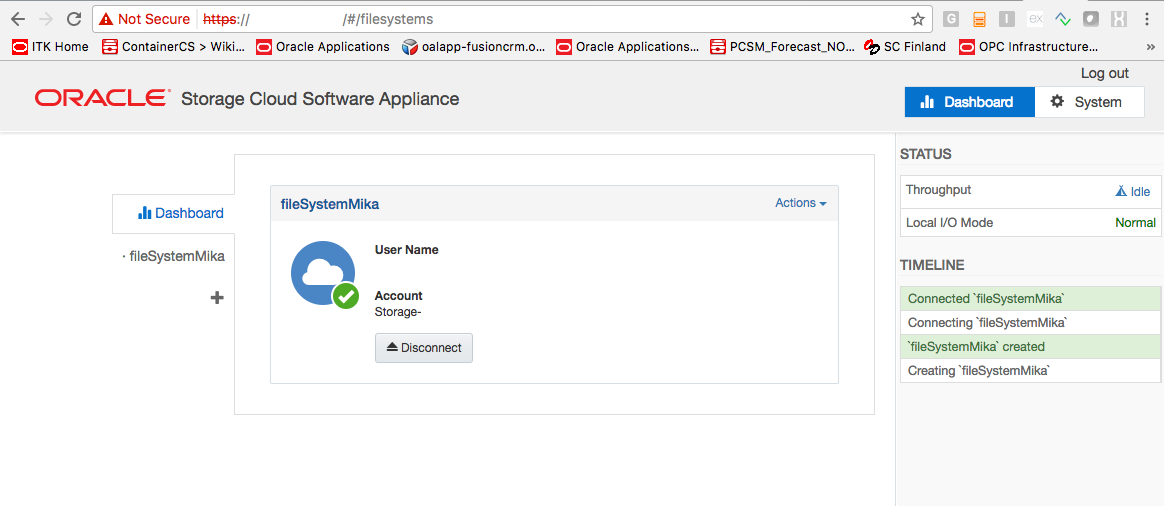 Not Secure https:// /#/filesystems
ITK Home ContainerCS > Wiki... Oracle Applications oalapp-fusioncrm.o... Oracle Applications... PCSM_Forecast_NO... SC Finland OPC Infrastructure... »
Log out
ORACLE Storage Cloud Software Appliance
Dashboard System
Dashboard
· fileSystemMika
fileSystemMika
Actions
User Name
Account
Storage-
Disconnect
STATUS
Throughput Idle
Local I/O Mode Normal
TIMELINE
Connected `fileSystemMika`
Connecting `fileSystemMika`
`fileSystemMika` created
Creating `fileSystemMika`